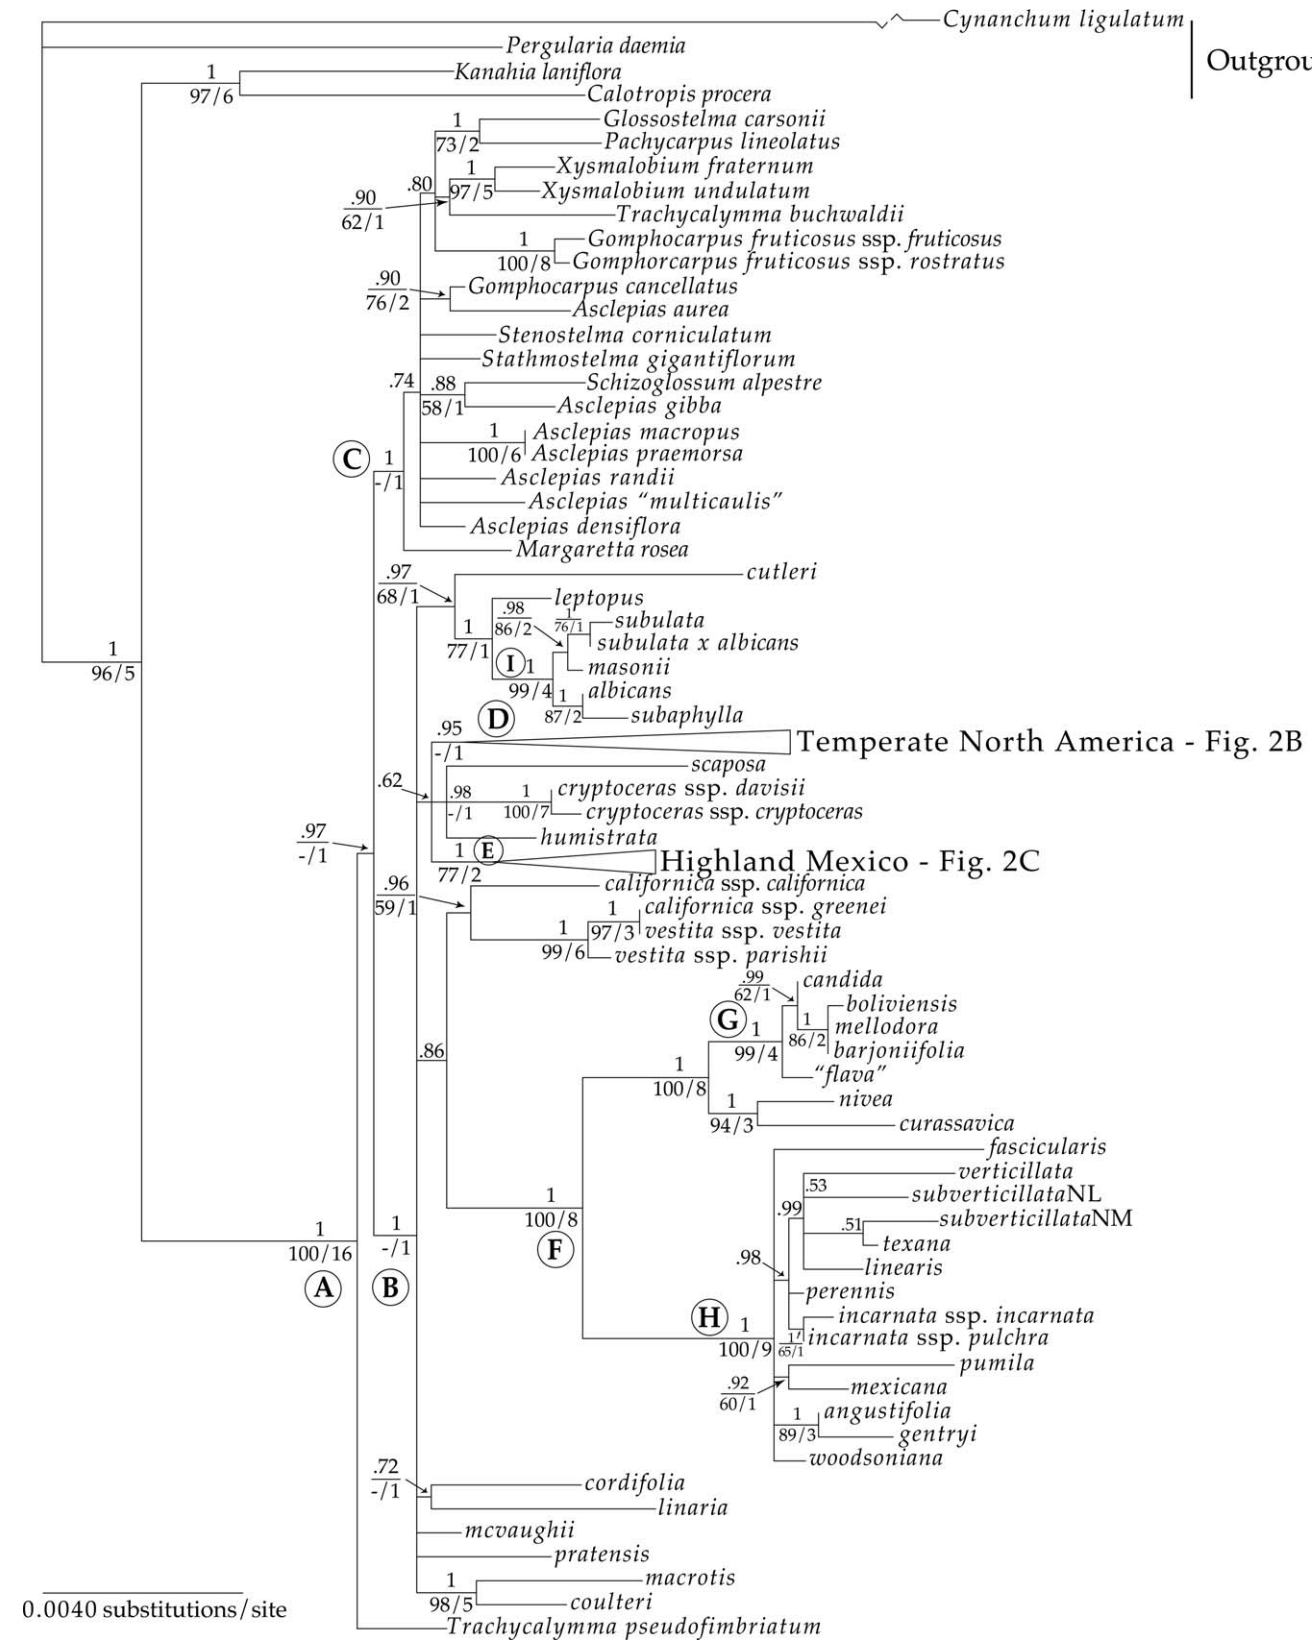 Cynanchum ligulatum
Pergularia daemia
Outgrou
1
Kanahia laniflora
97/6
Calotropis procera
1
Glossostelma carsonii
73/2
Pachycarpus lineolatus
1
Xysmalobium fraternum
.80
97/5
Xysmalobium undulatum
.90
62/1
Trachycalymma buchwaldii
1
Gomphocarpus fruticosus ssp. fruticosus
100/8
Gomphorcarpus fruticosus ssp. rostratus
.90
76/2
Gomphocarpus cancellatus
Asclepias aurea
Stenostelma corniculatum
Stathmostelma gigantiflorum
.74
.88
Schizoglossum alpestre
58/1
Asclepias gibba
1
Asclepias macropus
100/6
Asclepias praemorsa
C
1
-/1
Asclepias randii
Asclepias “multicaulis”
Asclepias densiflora
Margaretta rosea
.97
68/1
cutleri
leptopus
.98
86/2
1
76/1
subulata
1
77/1
subulata x albicans
I
1
masonii
99/4
1
albicans
87/2
subaphylla
1
96/5
D
.95
-/1
Temperate North America - Fig. 2B
scaposa
.62
.98
-/1
1
100/7
cryptoceras ssp. davisii
cryptoceras ssp. cryptoceras
.97
-/1
humistrata
1
E
77/2
Highland Mexico - Fig. 2C
.96
59/1
californica ssp. californica
1
californica ssp. greenei
1
97/3
vestita ssp. vestita
99/6
vestita ssp. parishii
.99
62/1
candida
boliviensis
G
1
1
mellodora
99/4
86/2
barjoniifolia
.86
1
“flava”
100/8
nivea
1
94/3
curassavica
fascicularis
verticillata
.53
subverticillataNL
1
.99
100/8
.51
subverticillataNM
F
texana
.98
linearis
1
100/16
A
1
-/1
B
perennis
H
1
incarnata ssp. incarnata
100/9
1
65/1
incarnata ssp. pulchra
pumila
.92
60/1
mexicana
1
angustifolia
89/3
gentryi
woodsoniana
.72
-/1
cordifolia
linaria
mcvaughii
pratensis
1
macrotis
98/5
coulteri
0.0040 substitutions/site
Trachycalymma pseudofimbriatum